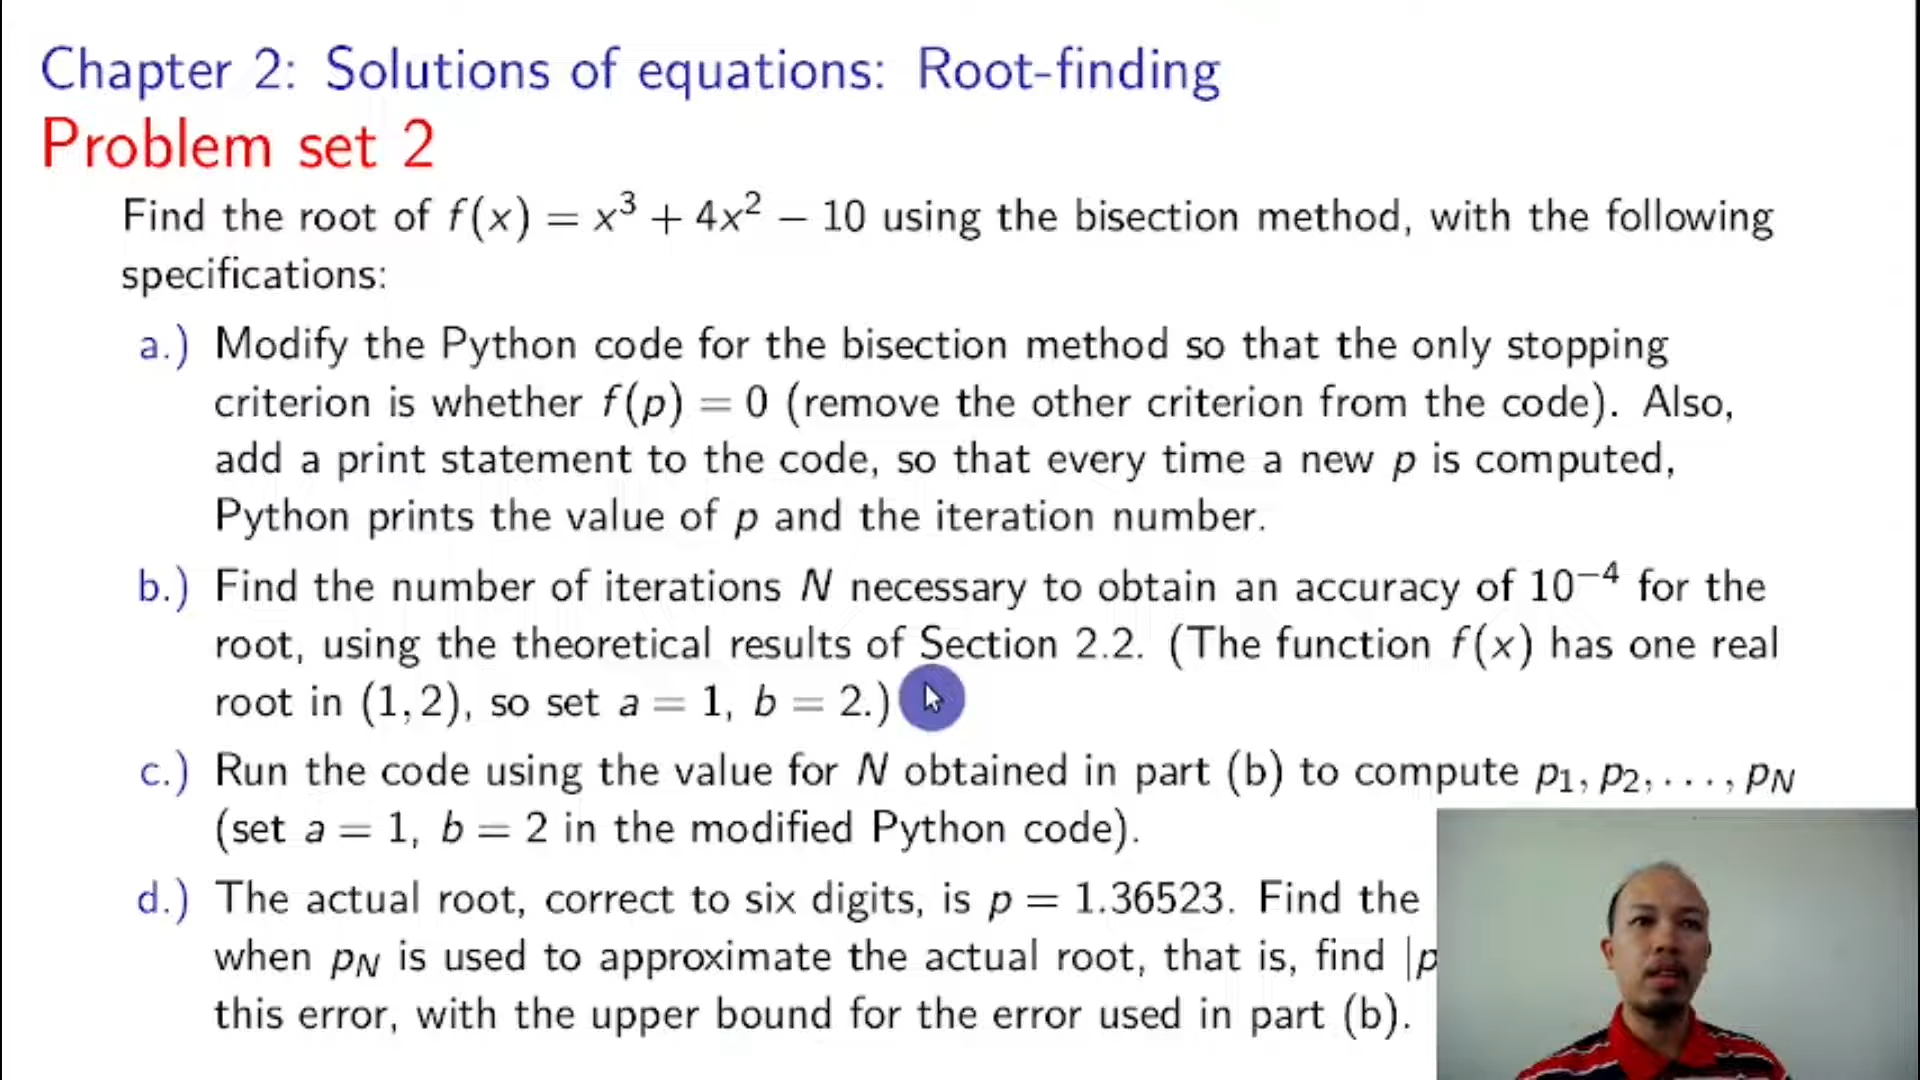 Chapter 2: Solutions of equations: Root-finding
Problem set 2
Find the root of f(x) = x³ + 4x² − 10 using the bisection method, with the following
specifications:
a.) Modify the Python code for the bisection method so that the only stopping
criterion is whether f(p) = 0 (remove the other criterion from the code). Also,
add a print statement to the code, so that every time a new p is computed,
Python prints the value of p and the iteration number.
b.) Find the number of iterations N necessary to obtain an accuracy of 10⁻⁴ for the
root, using the theoretical results of Section 2.2. (The function f(x) has one real
root in (1, 2), so set a = 1, b = 2.)
c.) Run the code using the value for N obtained in part (b) to compute p₁, p₂, . . . , p_N
(set a = 1, b = 2 in the modified Python code).
d.) The actual root, correct to six digits, is p = 1.36523. Find the
when p_N is used to approximate the actual root, that is, find |p
this error, with the upper bound for the error used in part (b).